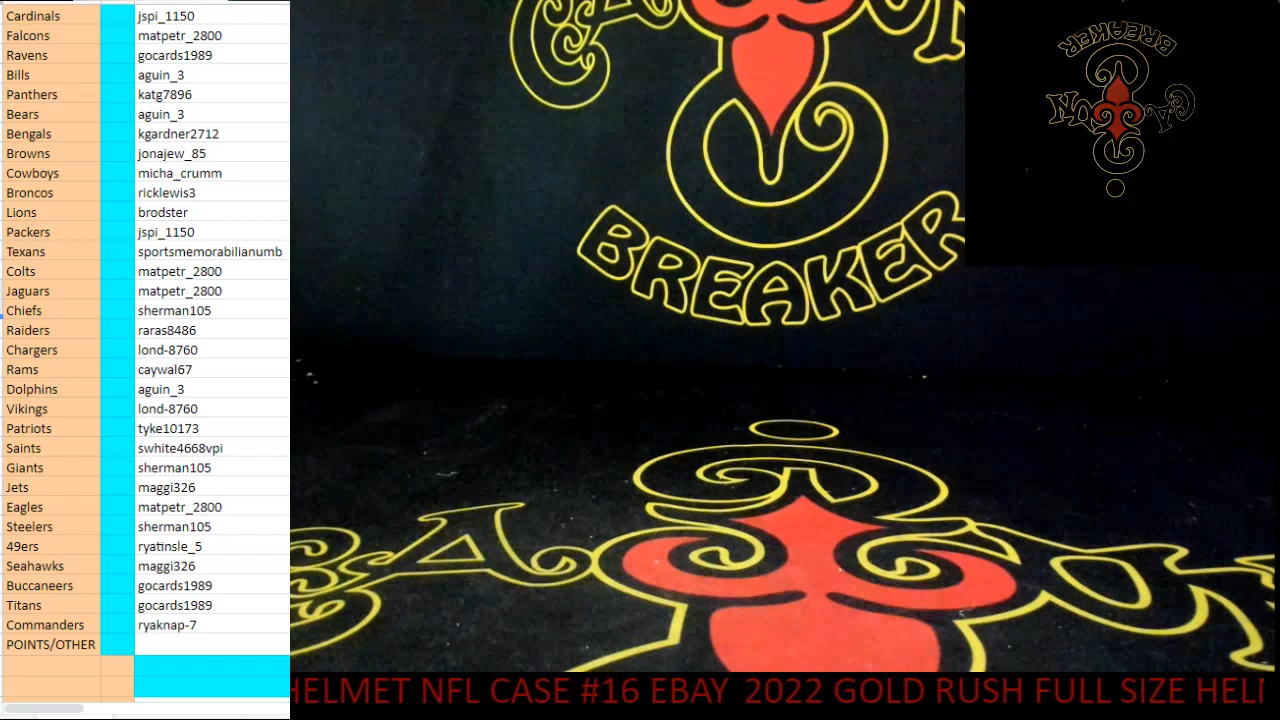 Cardinals jspi_1150
Falcons matpetr_2800
Ravens gocards1989
Bills aguin_3
Panthers katg7896
Bears aguin_3
Bengals kgardner2712
Browns jonajew_85
Cowboys micha_crumm
Broncos ricklewis3
Lions brodster
Packers jspi_1150
Texans sportsmemorabilianumb
Colts matpetr_2800
Jaguars matpetr_2800
Chiefs sherman105
Raiders raras8486
Chargers lond-8760
Rams caywal67
Dolphins aguin_3
Vikings lond-8760
Patriots tyke10173
Saints swhite4668vpi
Giants sherman105
Jets maggi326
Eagles matpetr_2800
Steelers sherman105
49ers ryatinsle_5
Seahawks maggi326
Buccaneers gocards1989
Titans gocards1989
Commanders ryaknap-7
POINTS/OTHER
BREAKER
BREAKER
HELMET NFL CASE #16 EBAY 2022 GOLD RUSH FULL SIZE HEL